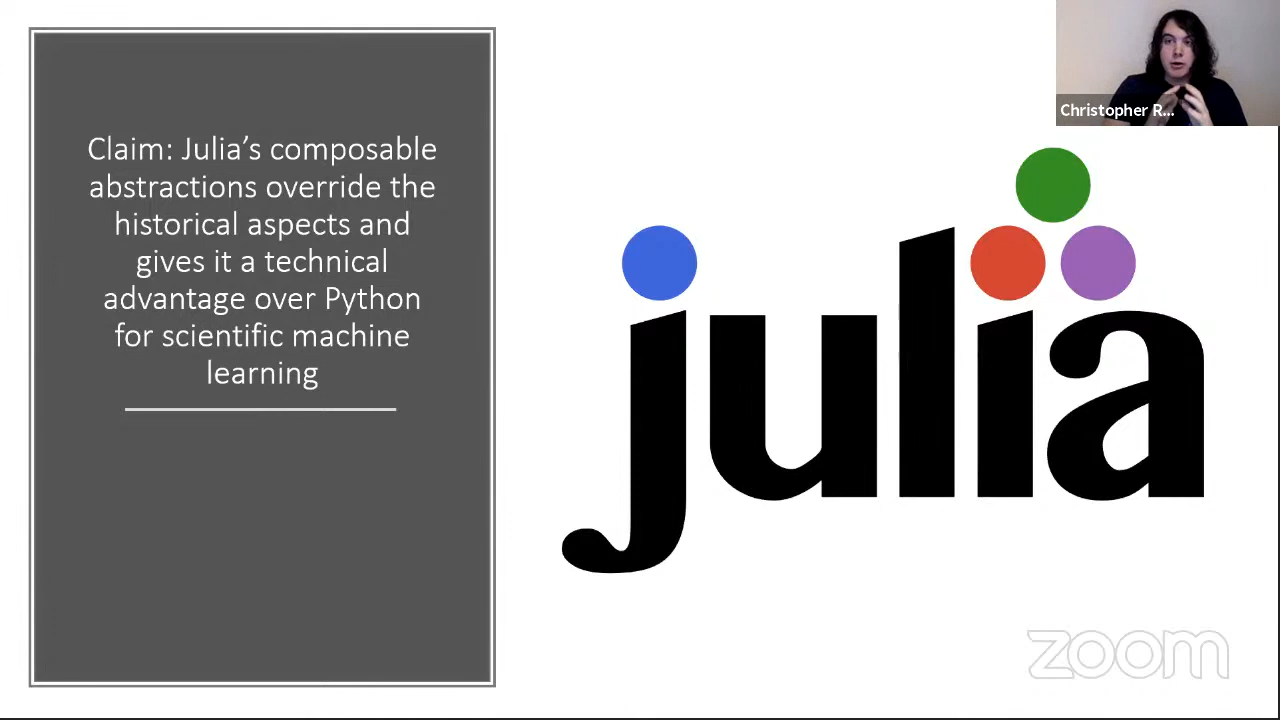 Christopher R...
Claim: Julia's composable
abstractions override the
historical aspects and
gives it a technical
advantage over Python
for scientific machine
learning
julia
zoom